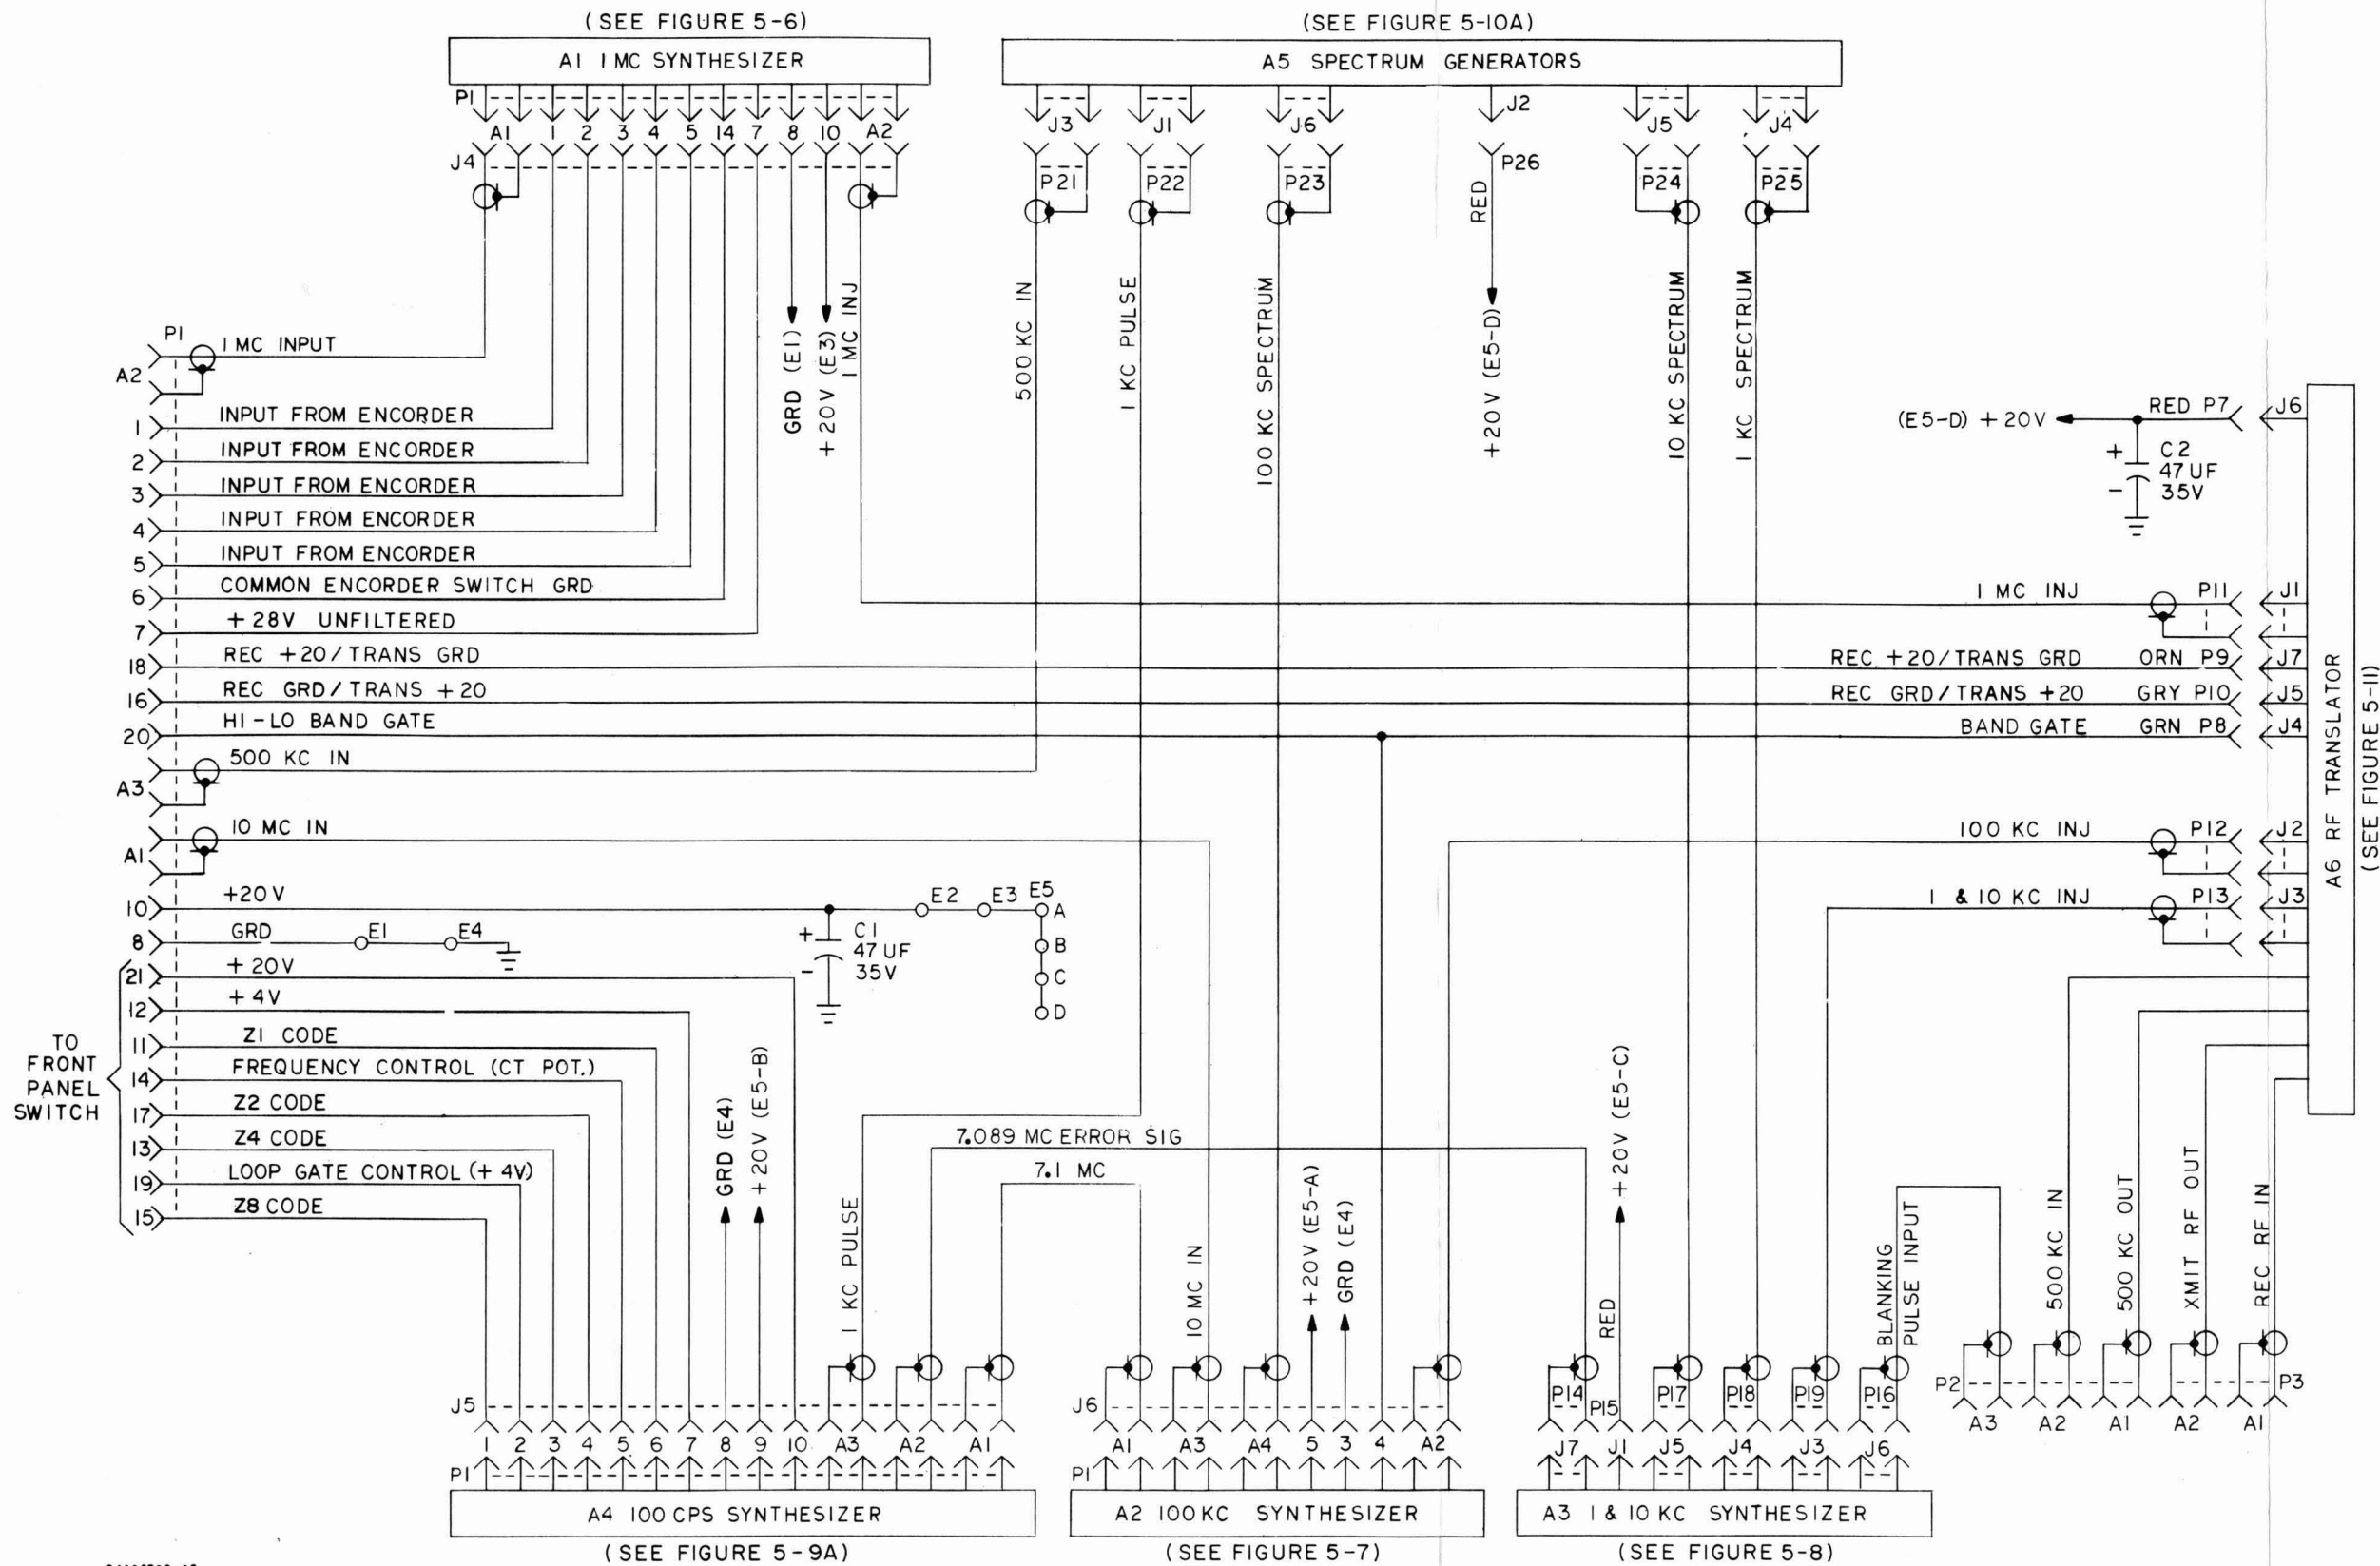 (SEE FIGURE 5-6)
A1 1 MC SYNTHESIZER
P1
A1 1 2 3 4 5 14 7 8 10 A2
J4
GRD (E1)
+20V (E3)
1 MC INJ
(SEE FIGURE 5-10A)
A5 SPECTRUM GENERATORS
J3 J1 J6 J2 J5 J4
P21 P22 P23 P26 P24 P25
RED
500 KC IN
1 KC PULSE
100 KC SPECTRUM
+20V (E5-D)
10 KC SPECTRUM
1 KC SPECTRUM
P1
A2 1 MC INPUT
1 INPUT FROM ENCORDER
2 INPUT FROM ENCORDER
3 INPUT FROM ENCORDER
4 INPUT FROM ENCORDER
5 INPUT FROM ENCORDER
6 COMMON ENCORDER SWITCH GRD
7 +28V UNFILTERED
18 REC +20/TRANS GRD
16 REC GRD/TRANS +20
20 HI-LO BAND GATE
A3 500 KC IN
A1 10 MC IN
10 +20V
8 GRD
E1 E4
21 +20V
12 +4V
11 Z1 CODE
14 FREQUENCY CONTROL (CT POT.)
17 Z2 CODE
13 Z4 CODE
19 LOOP GATE CONTROL (+4V)
15 Z8 CODE
TO
FRONT
PANEL
SWITCH
+
C1
47 UF
35V
-
E2 E3 E5
A
B
C
D
(E5-D) +20V
RED P7 J6
+
C2
47 UF
35V
-
1 MC INJ P11 J1
REC +20/TRANS GRD ORN P9 J7
REC GRD/TRANS +20 GRY P10 J5
BAND GATE GRN P8 J4
100 KC INJ P12 J2
1 & 10 KC INJ P13 J3
A6 RF TRANSLATOR
(SEE FIGURE 5-11)
GRD (E4)
+20V (E5-B)
1 KC PULSE
7.089 MC ERROR SIG
7.1 MC
10 MC IN
+20V (E5-A)
GRD (E4)
RED
+20V (E5-C)
BLANKING
PULSE INPUT
500 KC IN
500 KC OUT
XMIT RF OUT
REC RF IN
J5
1 2 3 4 5 6 7 8 9 10 A3 A2 A1
P1
A4 100 CPS SYNTHESIZER
(SEE FIGURE 5-9A)
J6
A1 A3 A4 5 3 4 A2
P1
A2 100 KC SYNTHESIZER
(SEE FIGURE 5-7)
P14 P15 P17 P18 P19 P16
J7 J1 J5 J4 J3 J6
A3 1 & 10 KC SYNTHESIZER
(SEE FIGURE 5-8)
P2 P3
A3 A2 A1 A2 A1